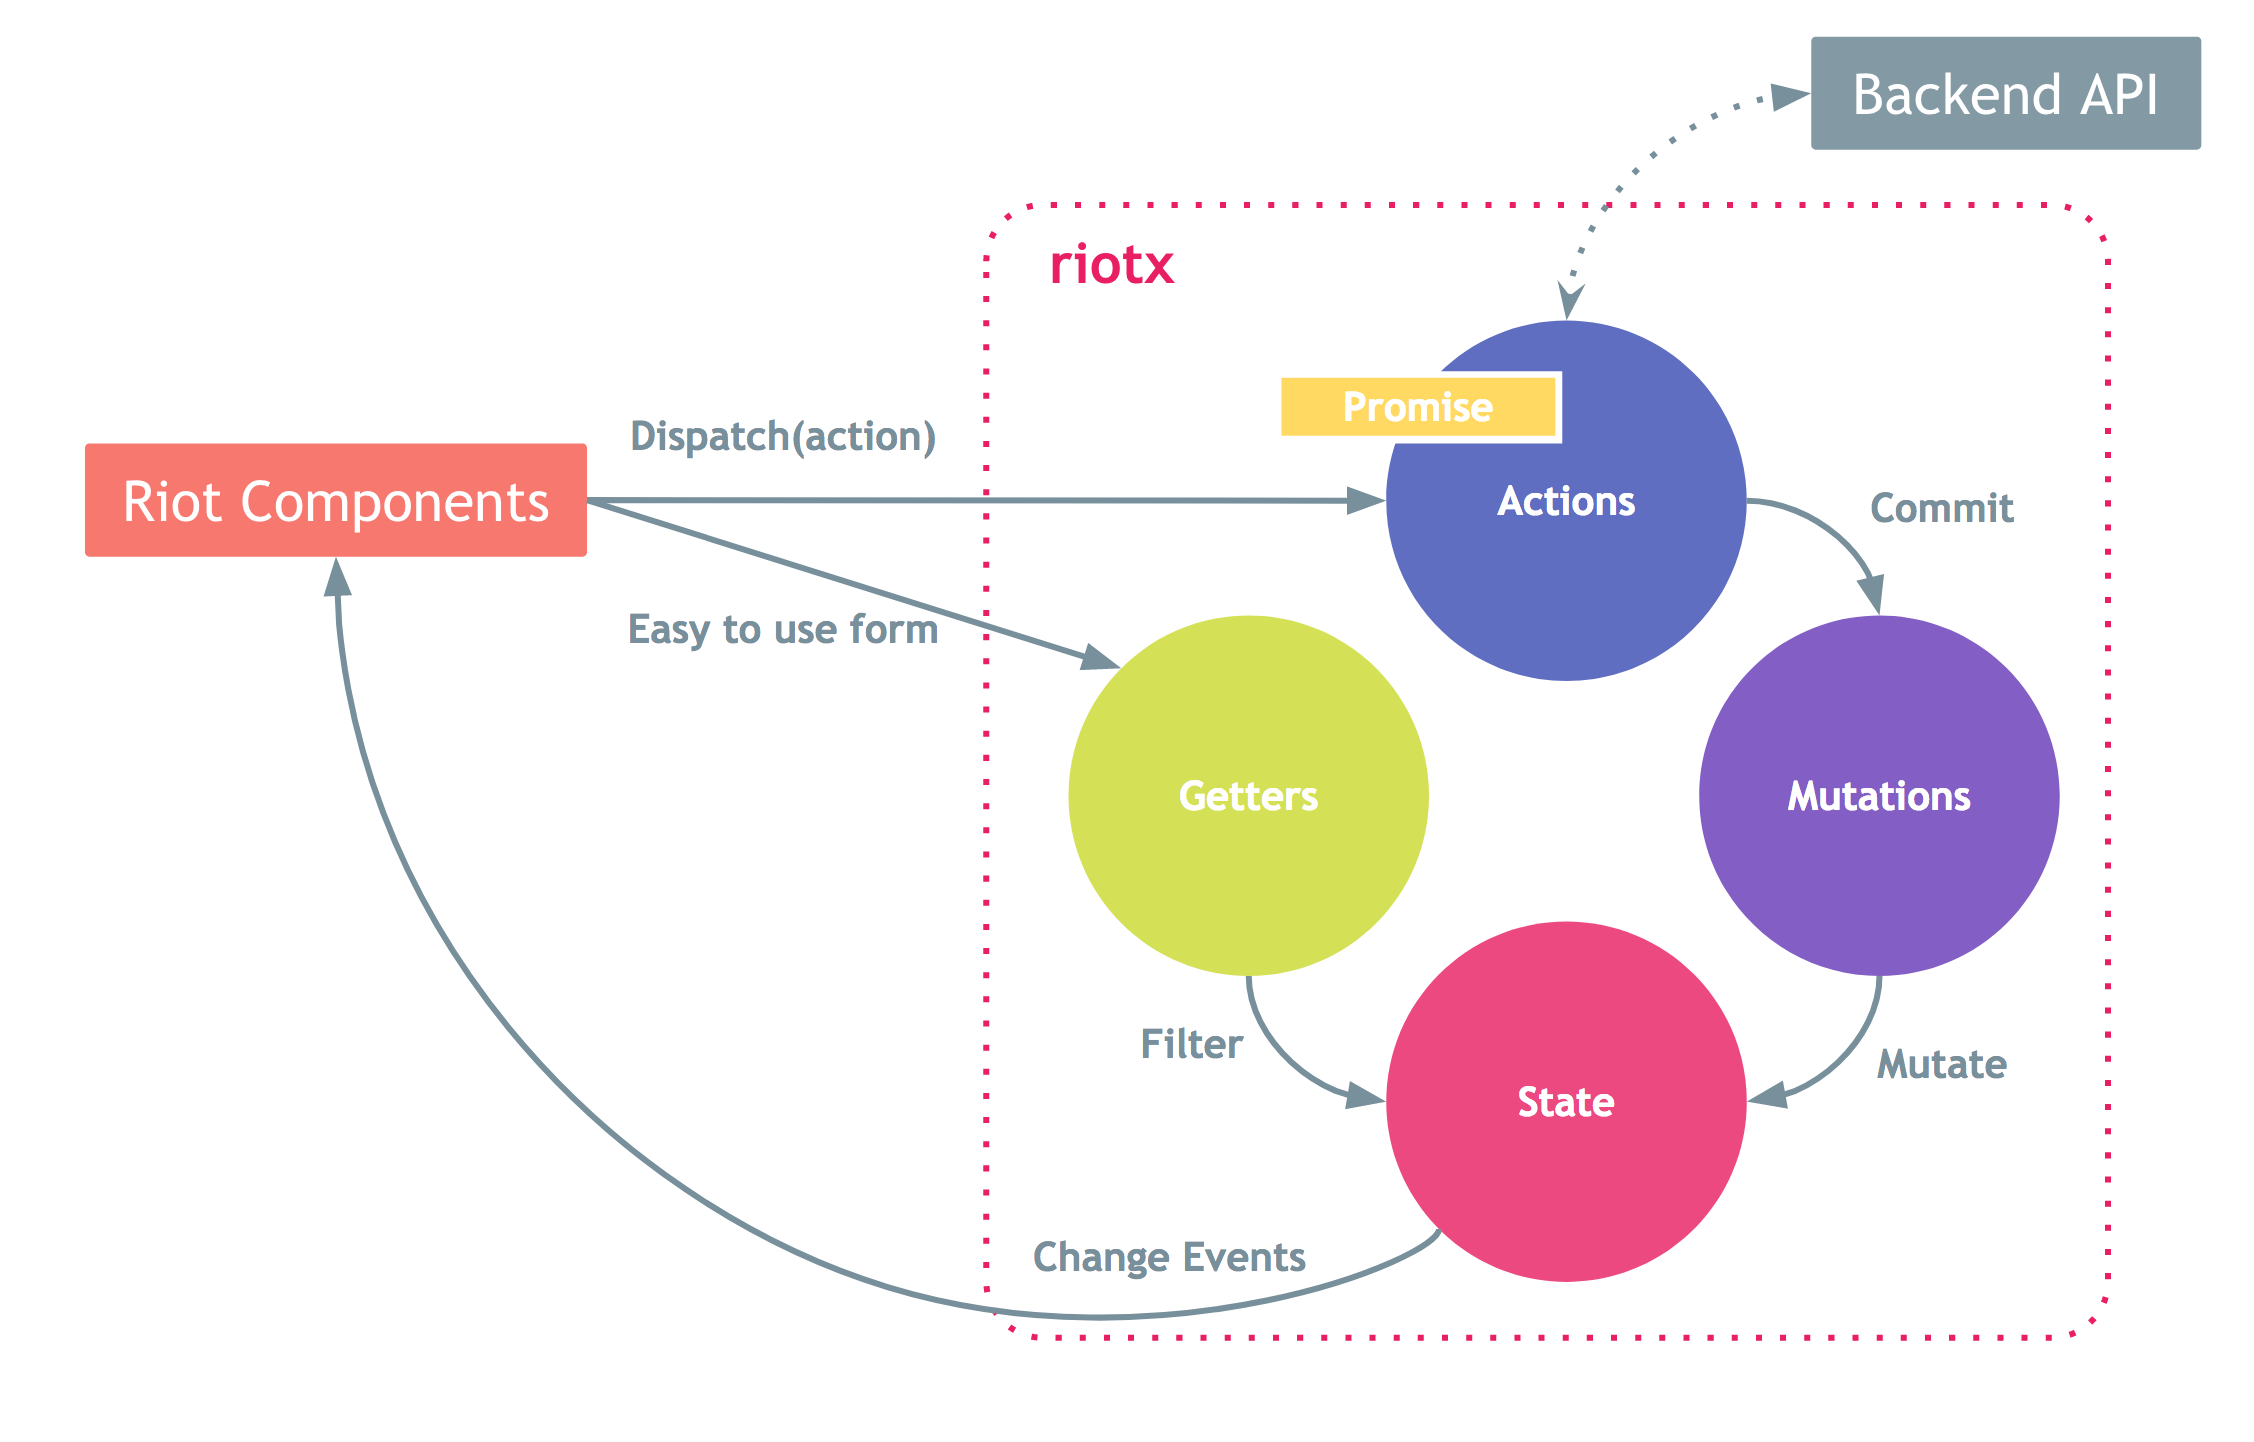 Backend API
riotx
Promise
Dispatch(action)
Riot Components
Actions
Commit
Easy to use form
Getters
Mutations
Filter
Mutate
State
Change Events